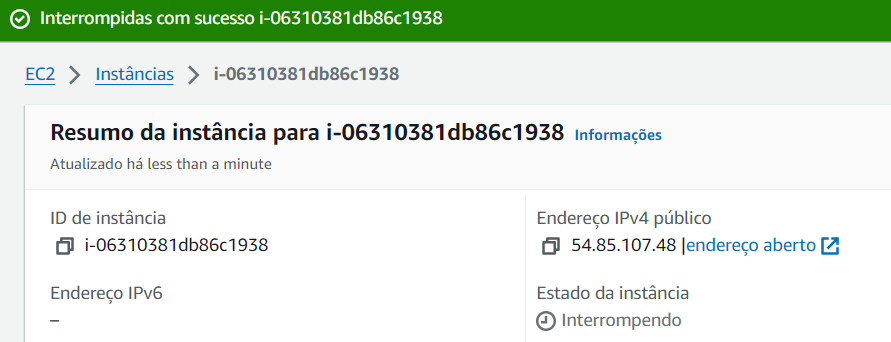 Interrompidas com sucesso i-06310381db86c1938
EC2 > Instâncias > i-06310381db86c1938
Resumo da instância para i-06310381db86c1938 Informações
Atualizado há less than a minute
ID de instância
i-06310381db86c1938
Endereço IPv4 público
54.85.107.48 |endereço aberto
Endereço IPv6
–
Estado da instância
Interrompendo